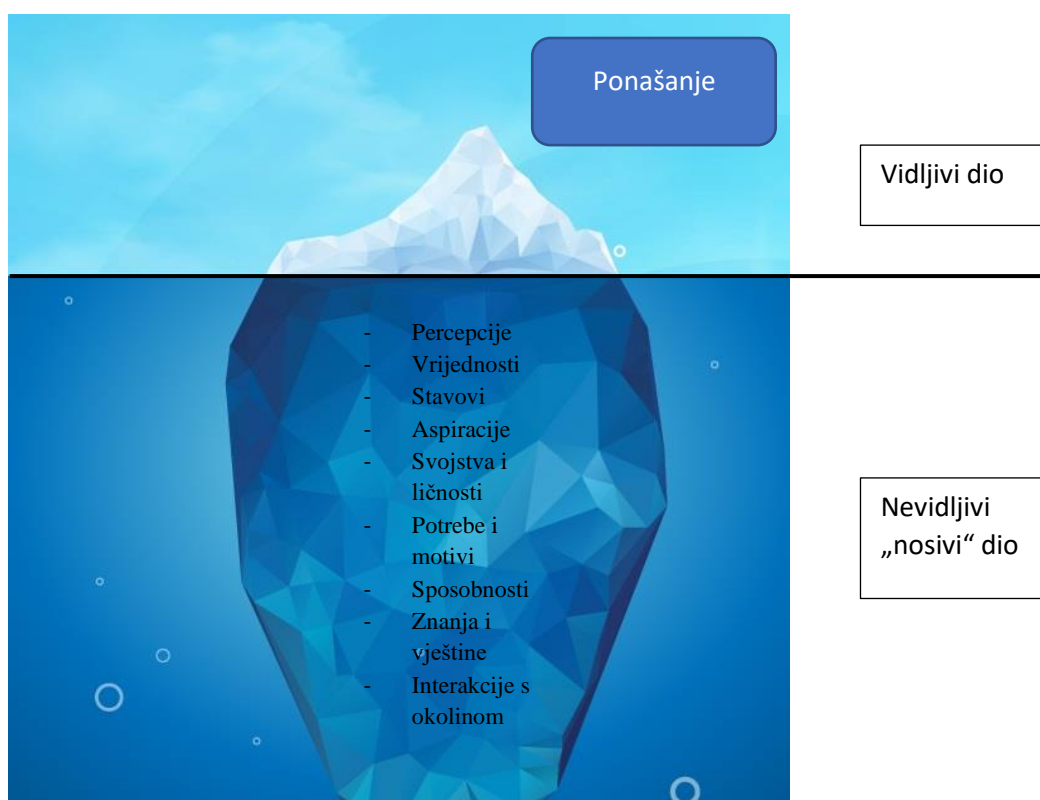 Ponašanje
Vidljivi dio
- Percepcije
- Vrijednosti
- Stavovi
- Aspiracije
- Svojstva i
ličnosti
- Potrebe i
motivi
- Sposobnosti
- Znanja i
vještine
- Interakcije s
okolinom
Nevidljivi
„nosivi“ dio